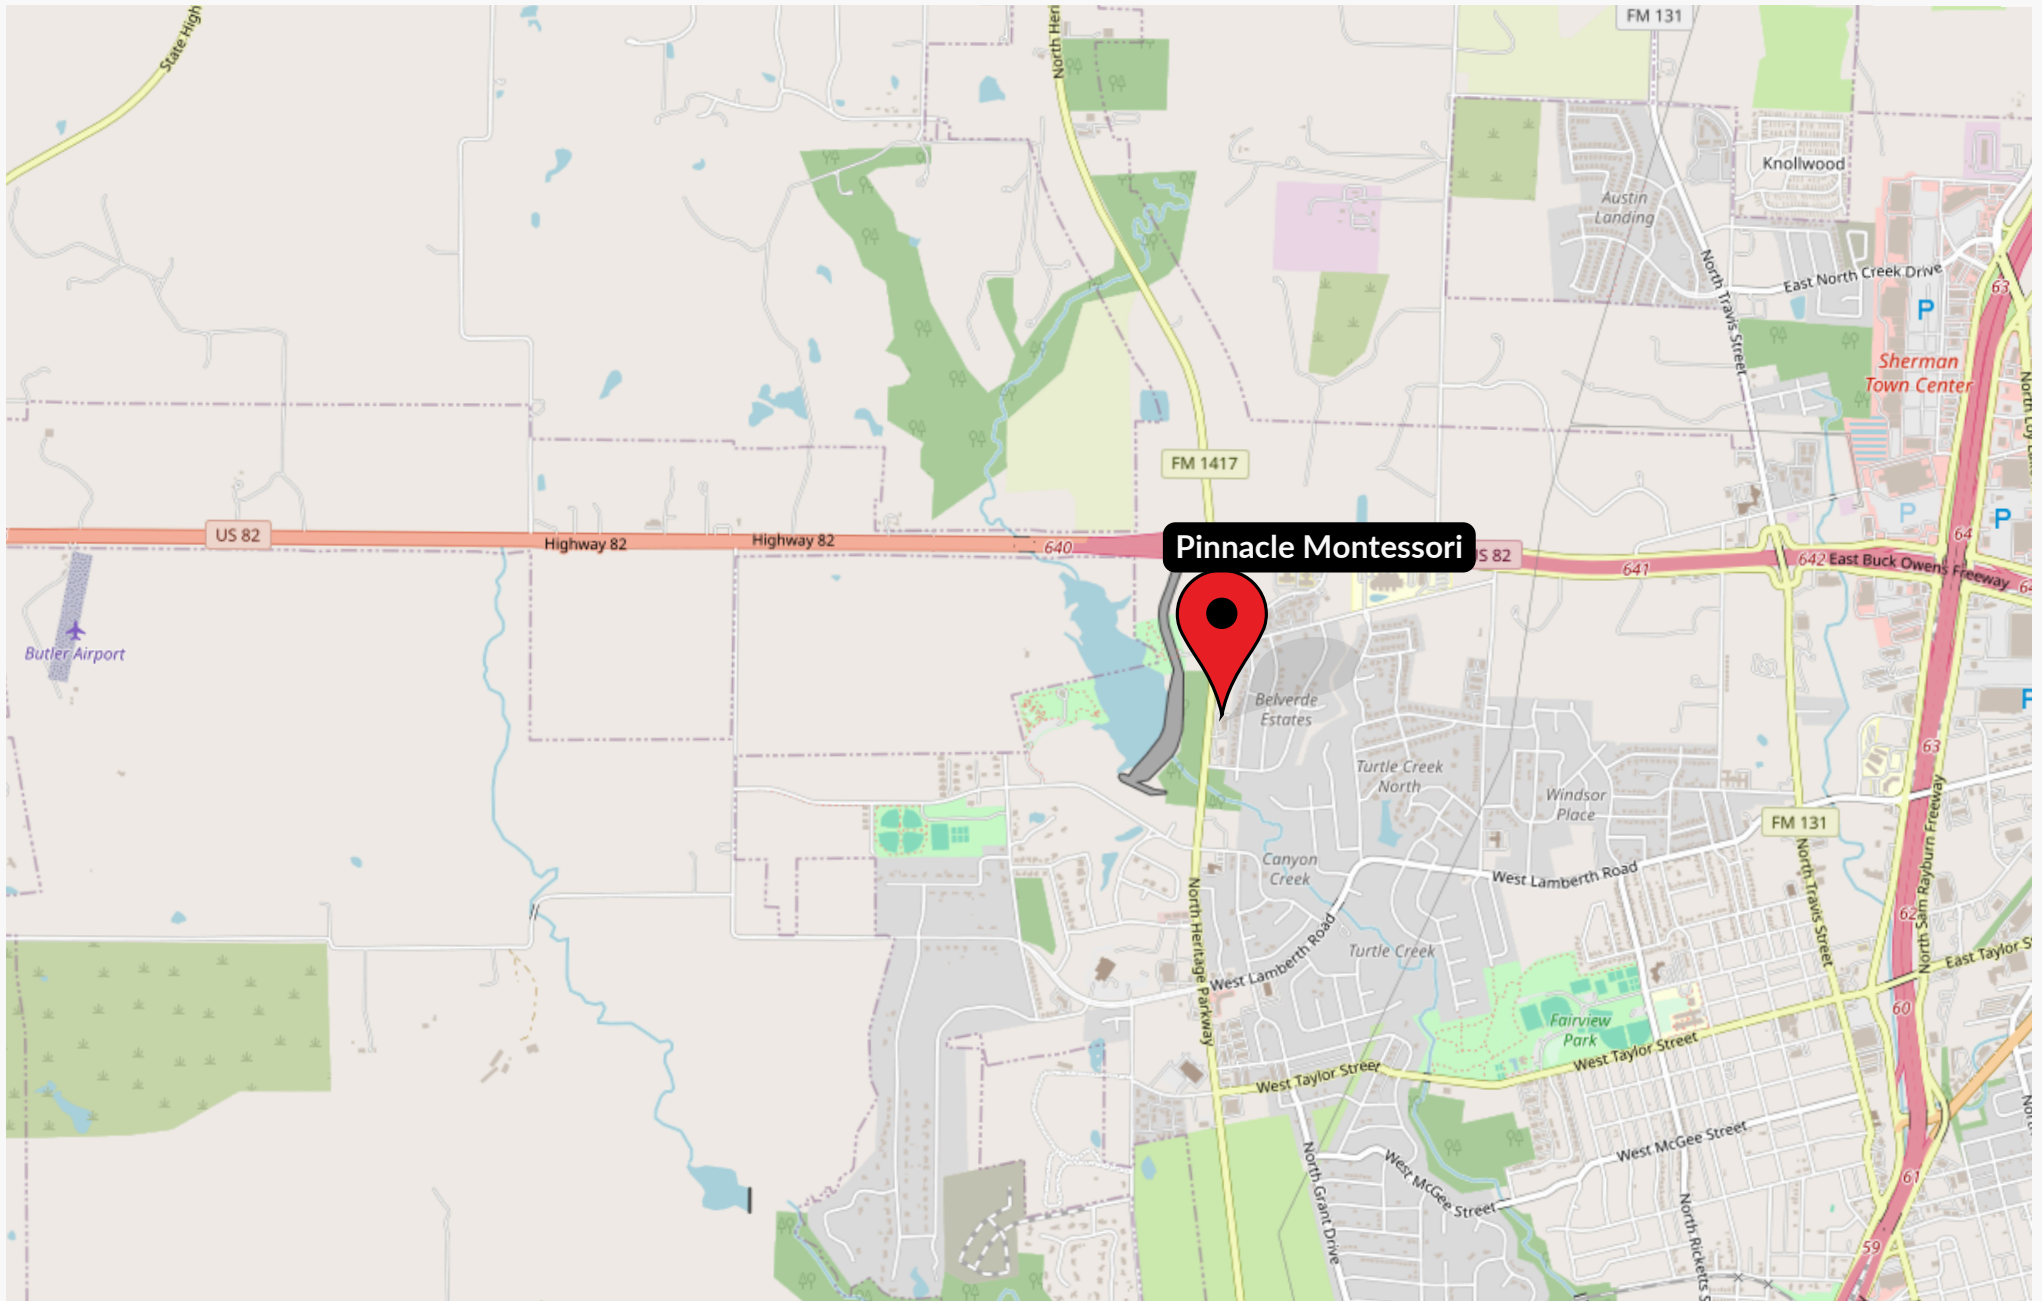 State High
North Her
FM 131
Knollwood
Austin
Landing
North Travis Street
East North Creek Drive
63
P
Sherman
Town Center
FM 1417
US 82
Highway 82
Highway 82
640
Pinnacle Montessori
S 82
641
642
East Buck Owens Freeway
64
P
P
Butler Airport
Belverde
Estates
Turtle Creek
North
Windsor
Place
63
P
FM 131
North Sam Rayburn Freeway
Canyon
Creek
West Lamberth Road
North Travis Street
62
North Heritage Parkway
West Lamberth Road
Turtle Creek
East Taylor S
60
Fairview
Park
West Taylor Street
West Taylor Street
West McGee Street
West McGee Street
North Grant Drive
North Ricketts S
61
59